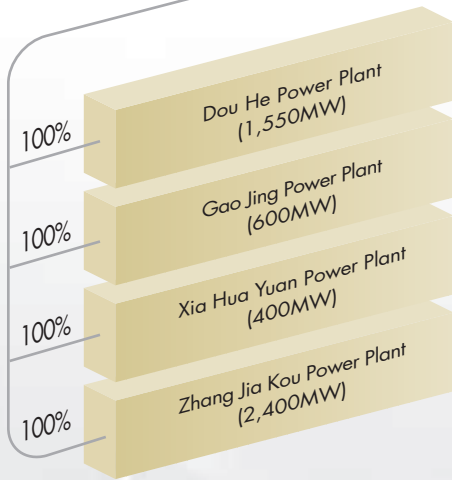 100%
Dou He Power Plant
(1,550MW)
100%
Gao Jing Power Plant
(600MW)
100%
Xia Hua Yuan Power Plant
(400MW)
100%
Zhang Jia Kou Power Plant
(2,400MW)